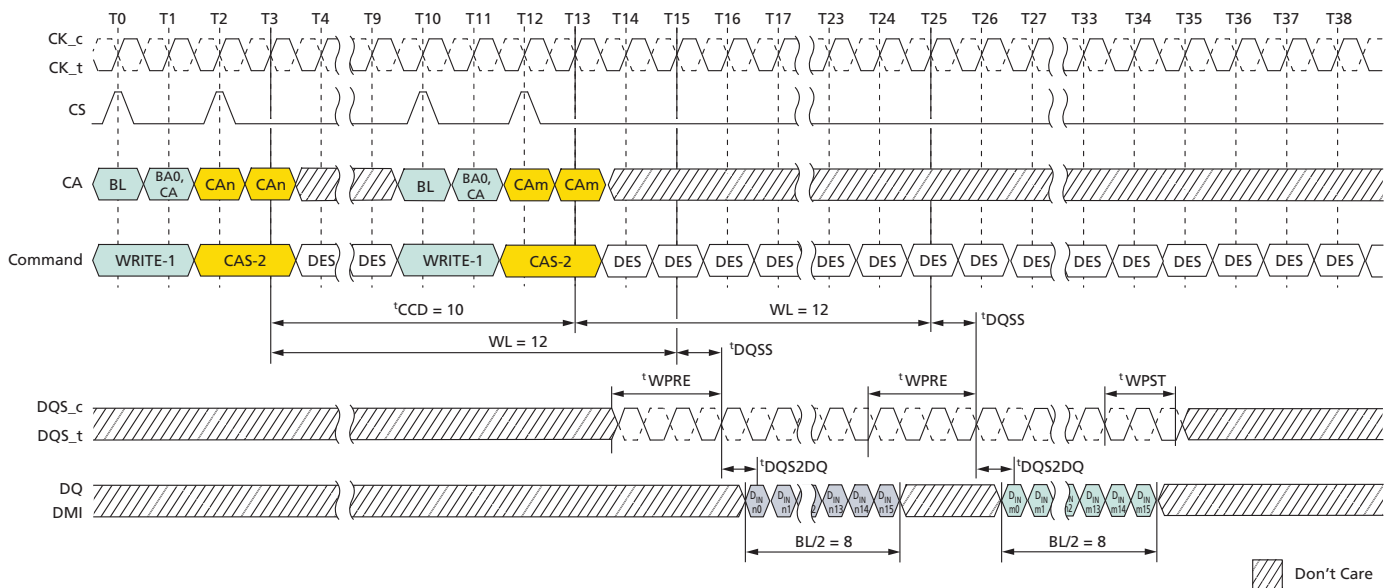 T0 T1 T2 T3 T4 T9 T10 T11 T12 T13 T14 T15 T16 T17 T23 T24 T25 T26 T27 T33 T34 T35 T36 T37 T38
CK_c
CK_t
CS
CA BL BA0, CA CAn CAn BL BA0, CA CAm CAm
Command WRITE-1 CAS-2 DES DES WRITE-1 CAS-2 DES DES DES DES DES DES DES DES DES DES DES DES DES DES DES
tCCD = 10 WL = 12 tDQSS
WL = 12 tDQSS
tWPRE tWPRE tWPST
DQS_c
DQS_t
tDQS2DQ tDQS2DQ
DQ
DMI
DIN n0 DIN n1 DIN n13 DIN n14 DIN n15 DIN m0 DIN m1 DIN m13 DIN m14 DIN m15
BL/2 = 8 BL/2 = 8
Don't Care